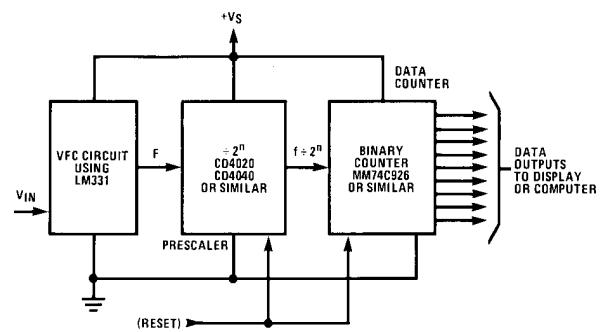 +VS
DATA
COUNTER
VFC CIRCUIT
USING
LM331
F
÷ 2ⁿ
CD4020
CD4040
OR SIMILAR
f ÷ 2ⁿ
BINARY
COUNTER
MM74C926
OR SIMILAR
DATA
OUTPUTS
TO DISPLAY
OR COMPUTER
VIN
PRESCALER
(RESET)